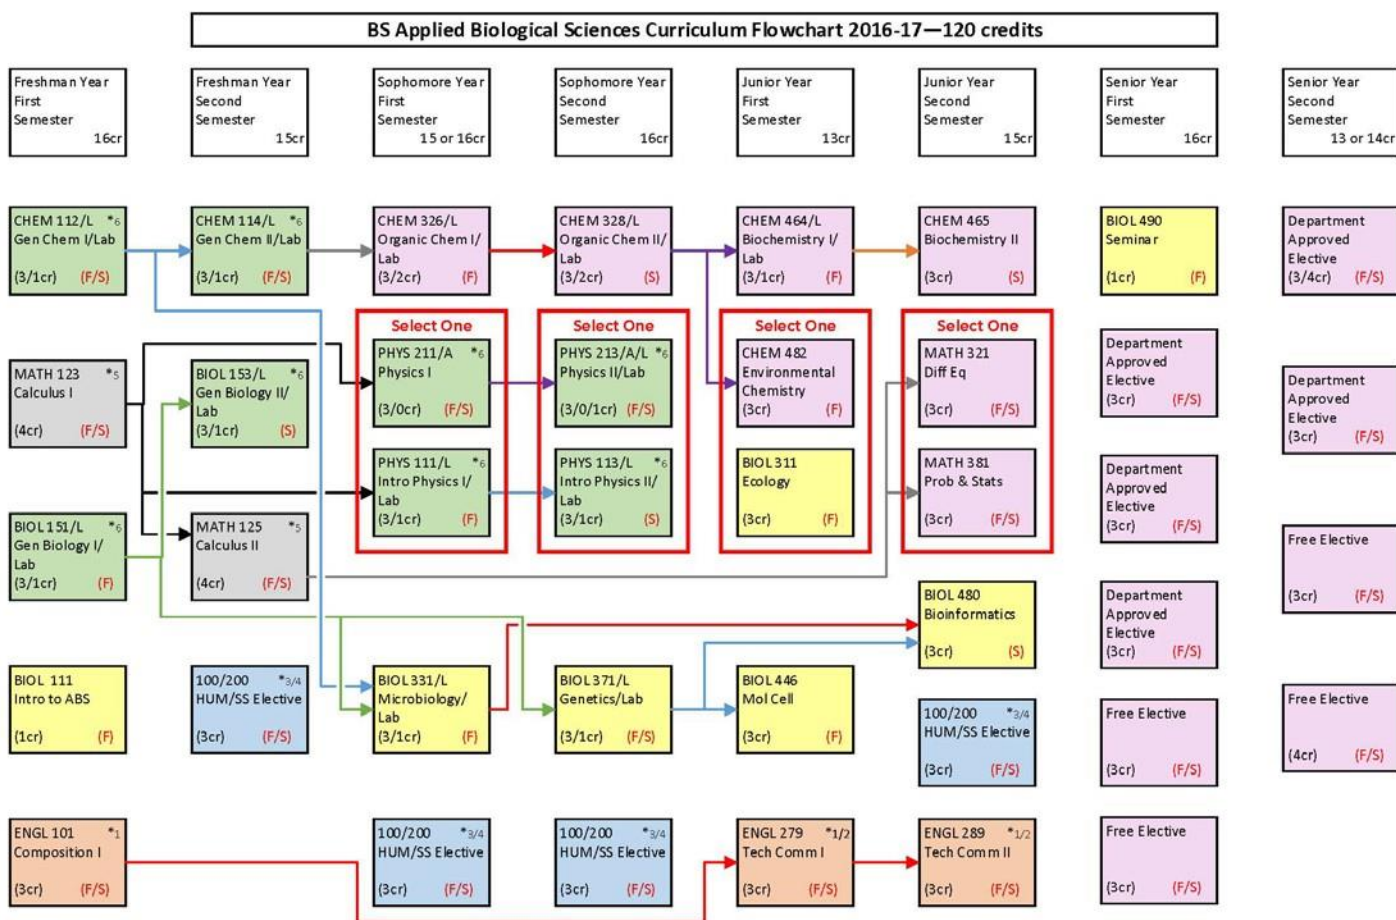 BS Applied Biological Sciences Curriculum Flowchart 2016-17—120 credits
Freshman Year
First
Semester
16cr
Freshman Year
Second
Semester
15cr
Sophomore Year
First
Semester
15 or 16cr
Sophomore Year
Second
Semester
16cr
Junior Year
First
Semester
13cr
Junior Year
Second
Semester
15cr
Senior Year
First
Semester
16cr
Senior Year
Second
Semester
13 or 14cr
CHEM 112/L *6
Gen Chem I/Lab
(3/1cr) (F/S)
CHEM 114/L *6
Gen Chem II/Lab
(3/1cr) (F/S)
CHEM 326/L
Organic Chem I/
Lab
(3/2cr) (F)
CHEM 328/L
Organic Chem II/
Lab
(3/2cr) (S)
CHEM 464/L
Biochemistry I/
Lab
(3/1cr) (F)
CHEM 465
Biochemistry II
(3cr) (S)
BIOL 490
Seminar
(1cr) (F)
Department
Approved
Elective
(3/4cr) (F/S)
MATH 123 *5
Calculus I
(4cr) (F/S)
BIOL 153/L *6
Gen Biology II/
Lab
(3/1cr) (S)
Select One
PHYS 211/A *6
Physics I
(3/0cr) (F/S)
PHYS 111/L *6
Intro Physics I/
Lab
(3/1cr) (F)
Select One
PHYS 213/A/L *6
Physics II/Lab
(3/0/1cr) (F/S)
PHYS 113/L *6
Intro Physics II/
Lab
(3/1cr) (S)
Select One
CHEM 482
Environmental
Chemistry
(3cr) (F)
BIOL 311
Ecology
(3cr) (F)
Select One
MATH 321
Diff Eq
(3cr) (F/S)
MATH 381
Prob & Stats
(3cr) (F/S)
Department
Approved
Elective
(3cr) (F/S)
Department
Approved
Elective
(3cr) (F/S)
Department
Approved
Elective
(3cr) (F/S)
BIOL 151/L *6
Gen Biology I/
Lab
(3/1cr) (F)
MATH 125 *5
Calculus II
(4cr) (F/S)
Free Elective
(3cr) (F/S)
BIOL 480
Bioinformatics
(3cr) (S)
Department
Approved
Elective
(3cr) (F/S)
BIOL 111
Intro to ABS
(1cr) (F)
100/200 *3/4
HUM/SS Elective
(3cr) (F/S)
BIOL 331/L
Microbiology/
Lab
(3/1cr) (F)
BIOL 371/L
Genetics/Lab
(3/1cr) (F/S)
BIOL 446
Mol Cell
(3cr) (F)
100/200 *3/4
HUM/SS Elective
(3cr) (F/S)
Free Elective
(3cr) (F/S)
Free Elective
(4cr) (F/S)
ENGL 101 *1
Composition I
(3cr) (F/S)
100/200 *3/4
HUM/SS Elective
(3cr) (F/S)
100/200 *3/4
HUM/SS Elective
(3cr) (F/S)
ENGL 279 *1/2
Tech Comm I
(3cr) (F/S)
ENGL 289 *1/2
Tech Comm II
(3cr) (F/S)
Free Elective
(3cr) (F/S)